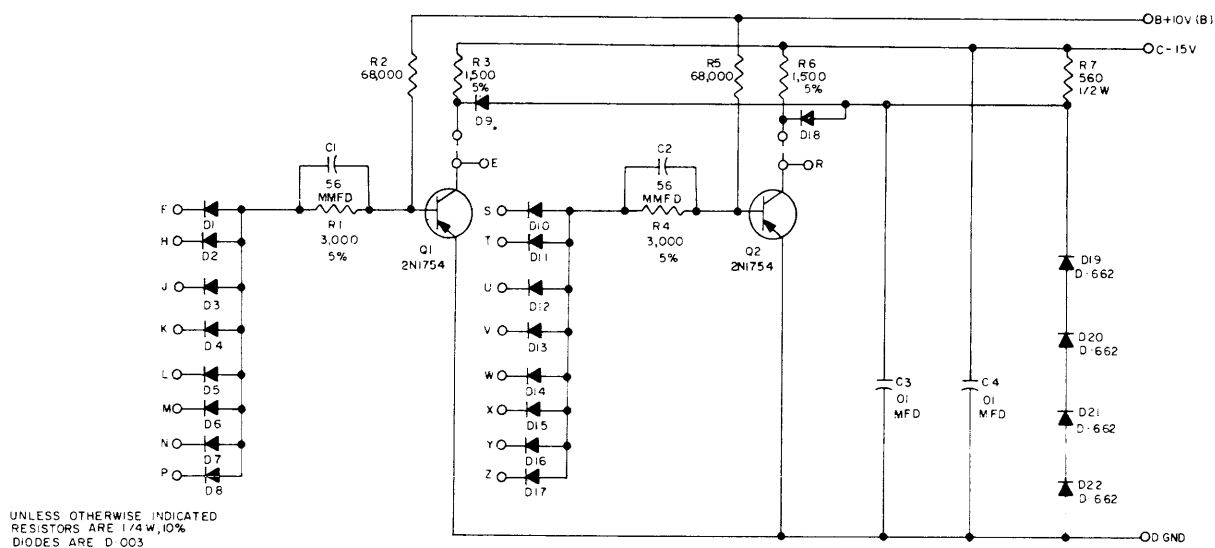 B+10V(B)
C-15V
R2
68,000
R3
1,500
5%
R5
68,000
R6
1,500
5%
R7
560
1/2 W
D9
D18
E
R
C1
56
MMFD
R1
3,000
5%
C2
56
MMFD
R4
3,000
5%
Q1
2N1754
Q2
2N1754
F
D1
H
D2
J
D3
K
D4
L
D5
M
D6
N
D7
P
D8
S
D10
T
D11
U
D12
V
D13
W
D14
X
D15
Y
D16
Z
D17
C3
.01
MFD
C4
.01
MFD
D19
D-662
D20
D-662
D21
D-662
D22
D-662
D GND
UNLESS OTHERWISE INDICATED
RESISTORS ARE 1/4 W, 10%
DIODES ARE D-003